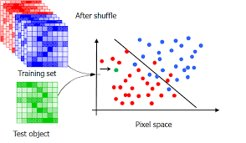 After shuffle
Training set
Test object
Pixel space